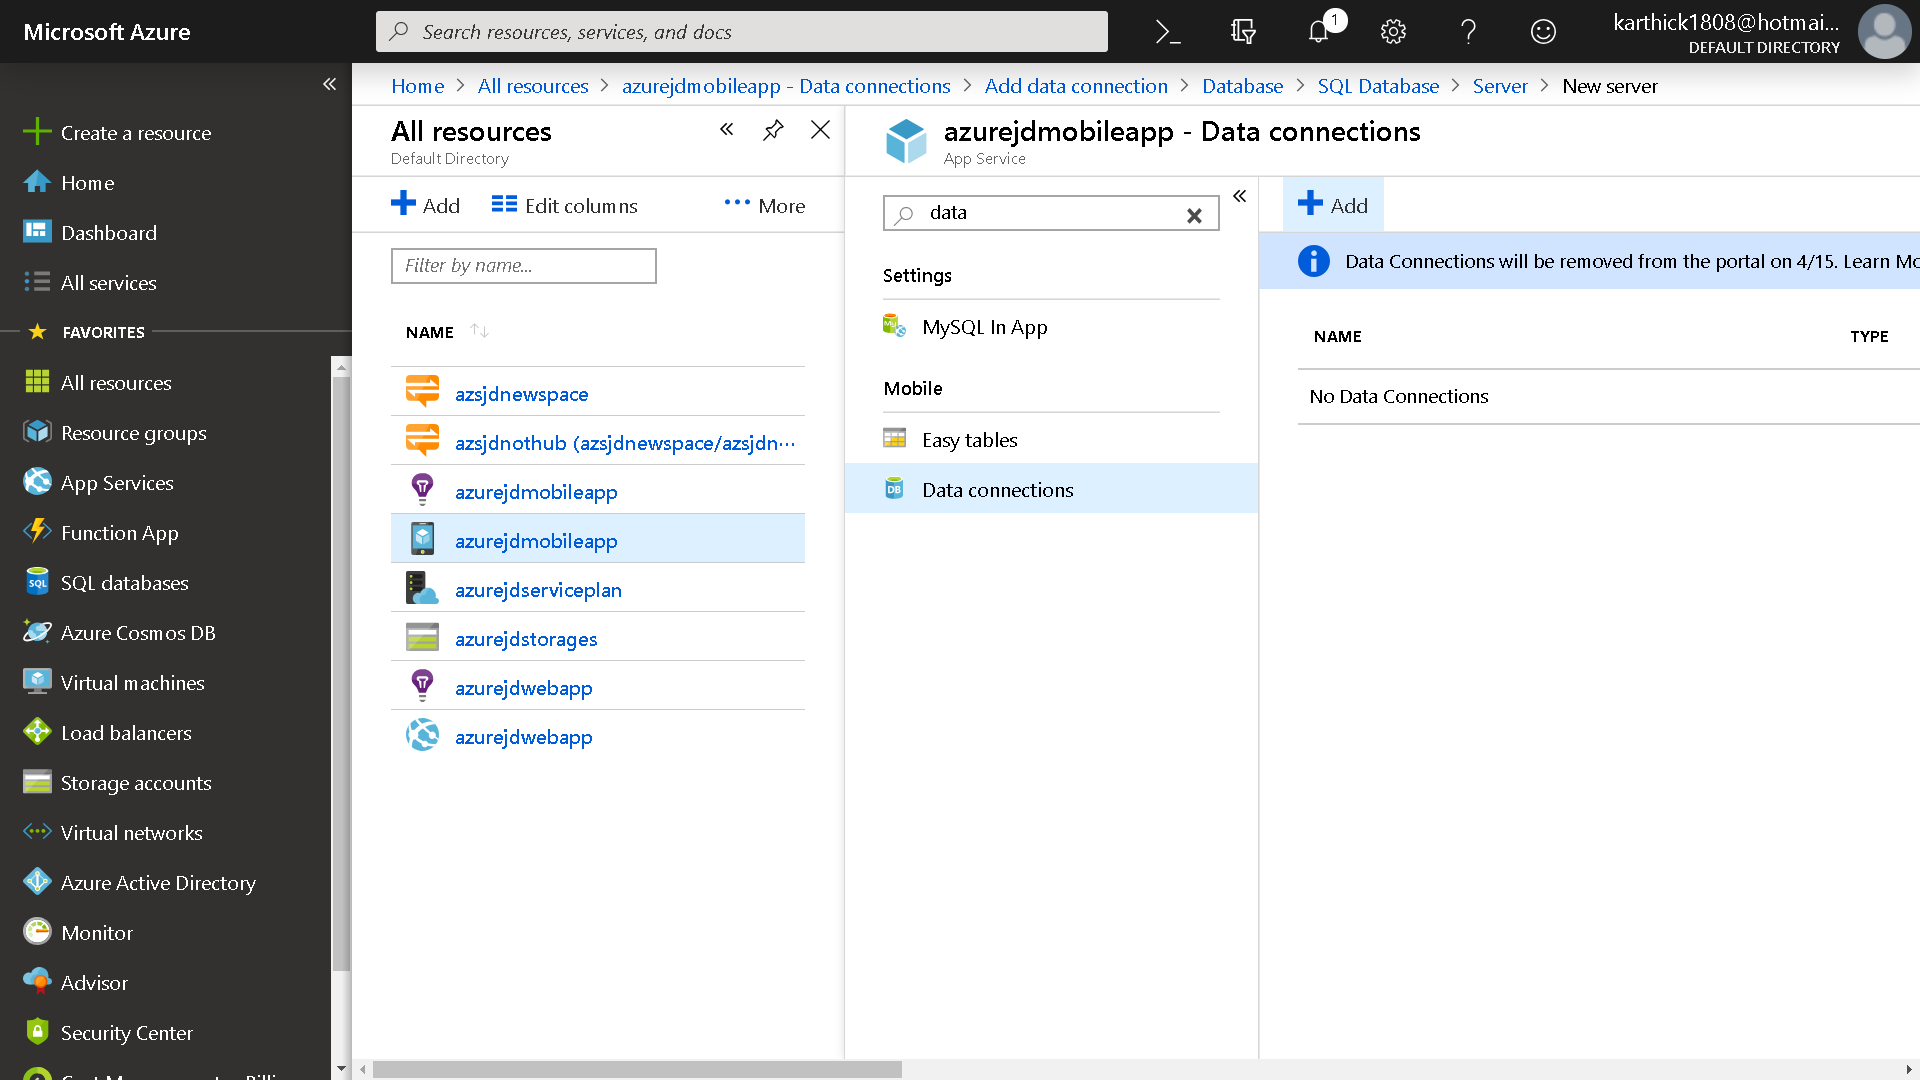 Microsoft Azure
Search resources, services, and docs
1
karthick1808@hotmai...
DEFAULT DIRECTORY
Home > All resources > azurejdmobileapp - Data connections > Add data connection > Database > SQL Database > Server > New server
Create a resource
Home
Dashboard
All services
FAVORITES
All resources
Resource groups
App Services
Function App
SQL databases
Azure Cosmos DB
Virtual machines
Load balancers
Storage accounts
Virtual networks
Azure Active Directory
Monitor
Advisor
Security Center
All resources
Default Directory
Add
Edit columns
More
Filter by name...
NAME
azsjdnewspace
azsjdnothub (azsjdnewspace/azsjdn...
azurejdmobileapp
azurejdmobileapp
azurejdserviceplan
azurejdstorages
azurejdwebapp
azurejdwebapp
azurejdmobileapp - Data connections
App Service
data
Settings
MySQL In App
Mobile
Easy tables
Data connections
Add
Data Connections will be removed from the portal on 4/15. Learn Mo
NAME
TYPE
No Data Connections